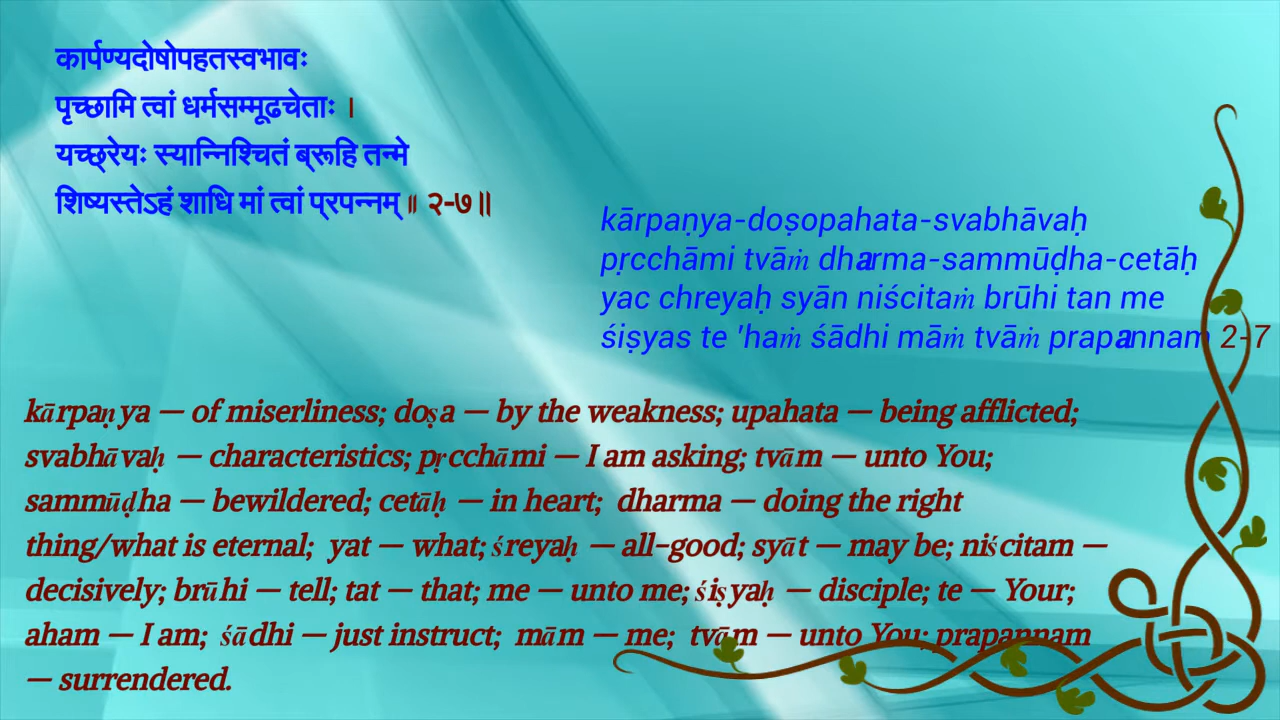 कार्पण्यदोषोपहतस्वभावः
पृच्छामि त्वां धर्मसम्मूढचेताः ।
यच्छ्रेयः स्यान्निश्चितं ब्रूहि तन्मे
शिष्यस्तेऽहं शाधि मां त्वां प्रपन्नम् ॥ २-७॥
kārpaṇya-doṣopahata-svabhāvaḥ
pṛcchāmi tvāṁ dharma-sammūḍha-cetāḥ
yac chreyaḥ syān niścitaṁ brūhi tan me
śiṣyas te 'haṁ śādhi māṁ tvāṁ prapannam 2-7
kārpaṇya — of miserliness; doṣa — by the weakness; upahata — being afflicted;
svabhāvaḥ — characteristics; pṛcchāmi — I am asking; tvām — unto You;
sammūḍha — bewildered; cetāḥ — in heart; dharma — doing the right
thing/what is eternal; yat — what; śreyaḥ — all-good; syāt — may be; niścitam —
decisively; brūhi — tell; tat — that; me — unto me; śiṣyaḥ — disciple; te — Your;
aham — I am; śādhi — just instruct; mām — me; tvām — unto You; prapannam
— surrendered.